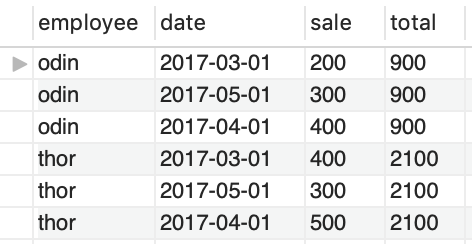 employee date sale total
odin 2017-03-01 200 900
odin 2017-05-01 300 900
odin 2017-04-01 400 900
thor 2017-03-01 400 2100
thor 2017-05-01 300 2100
thor 2017-04-01 500 2100